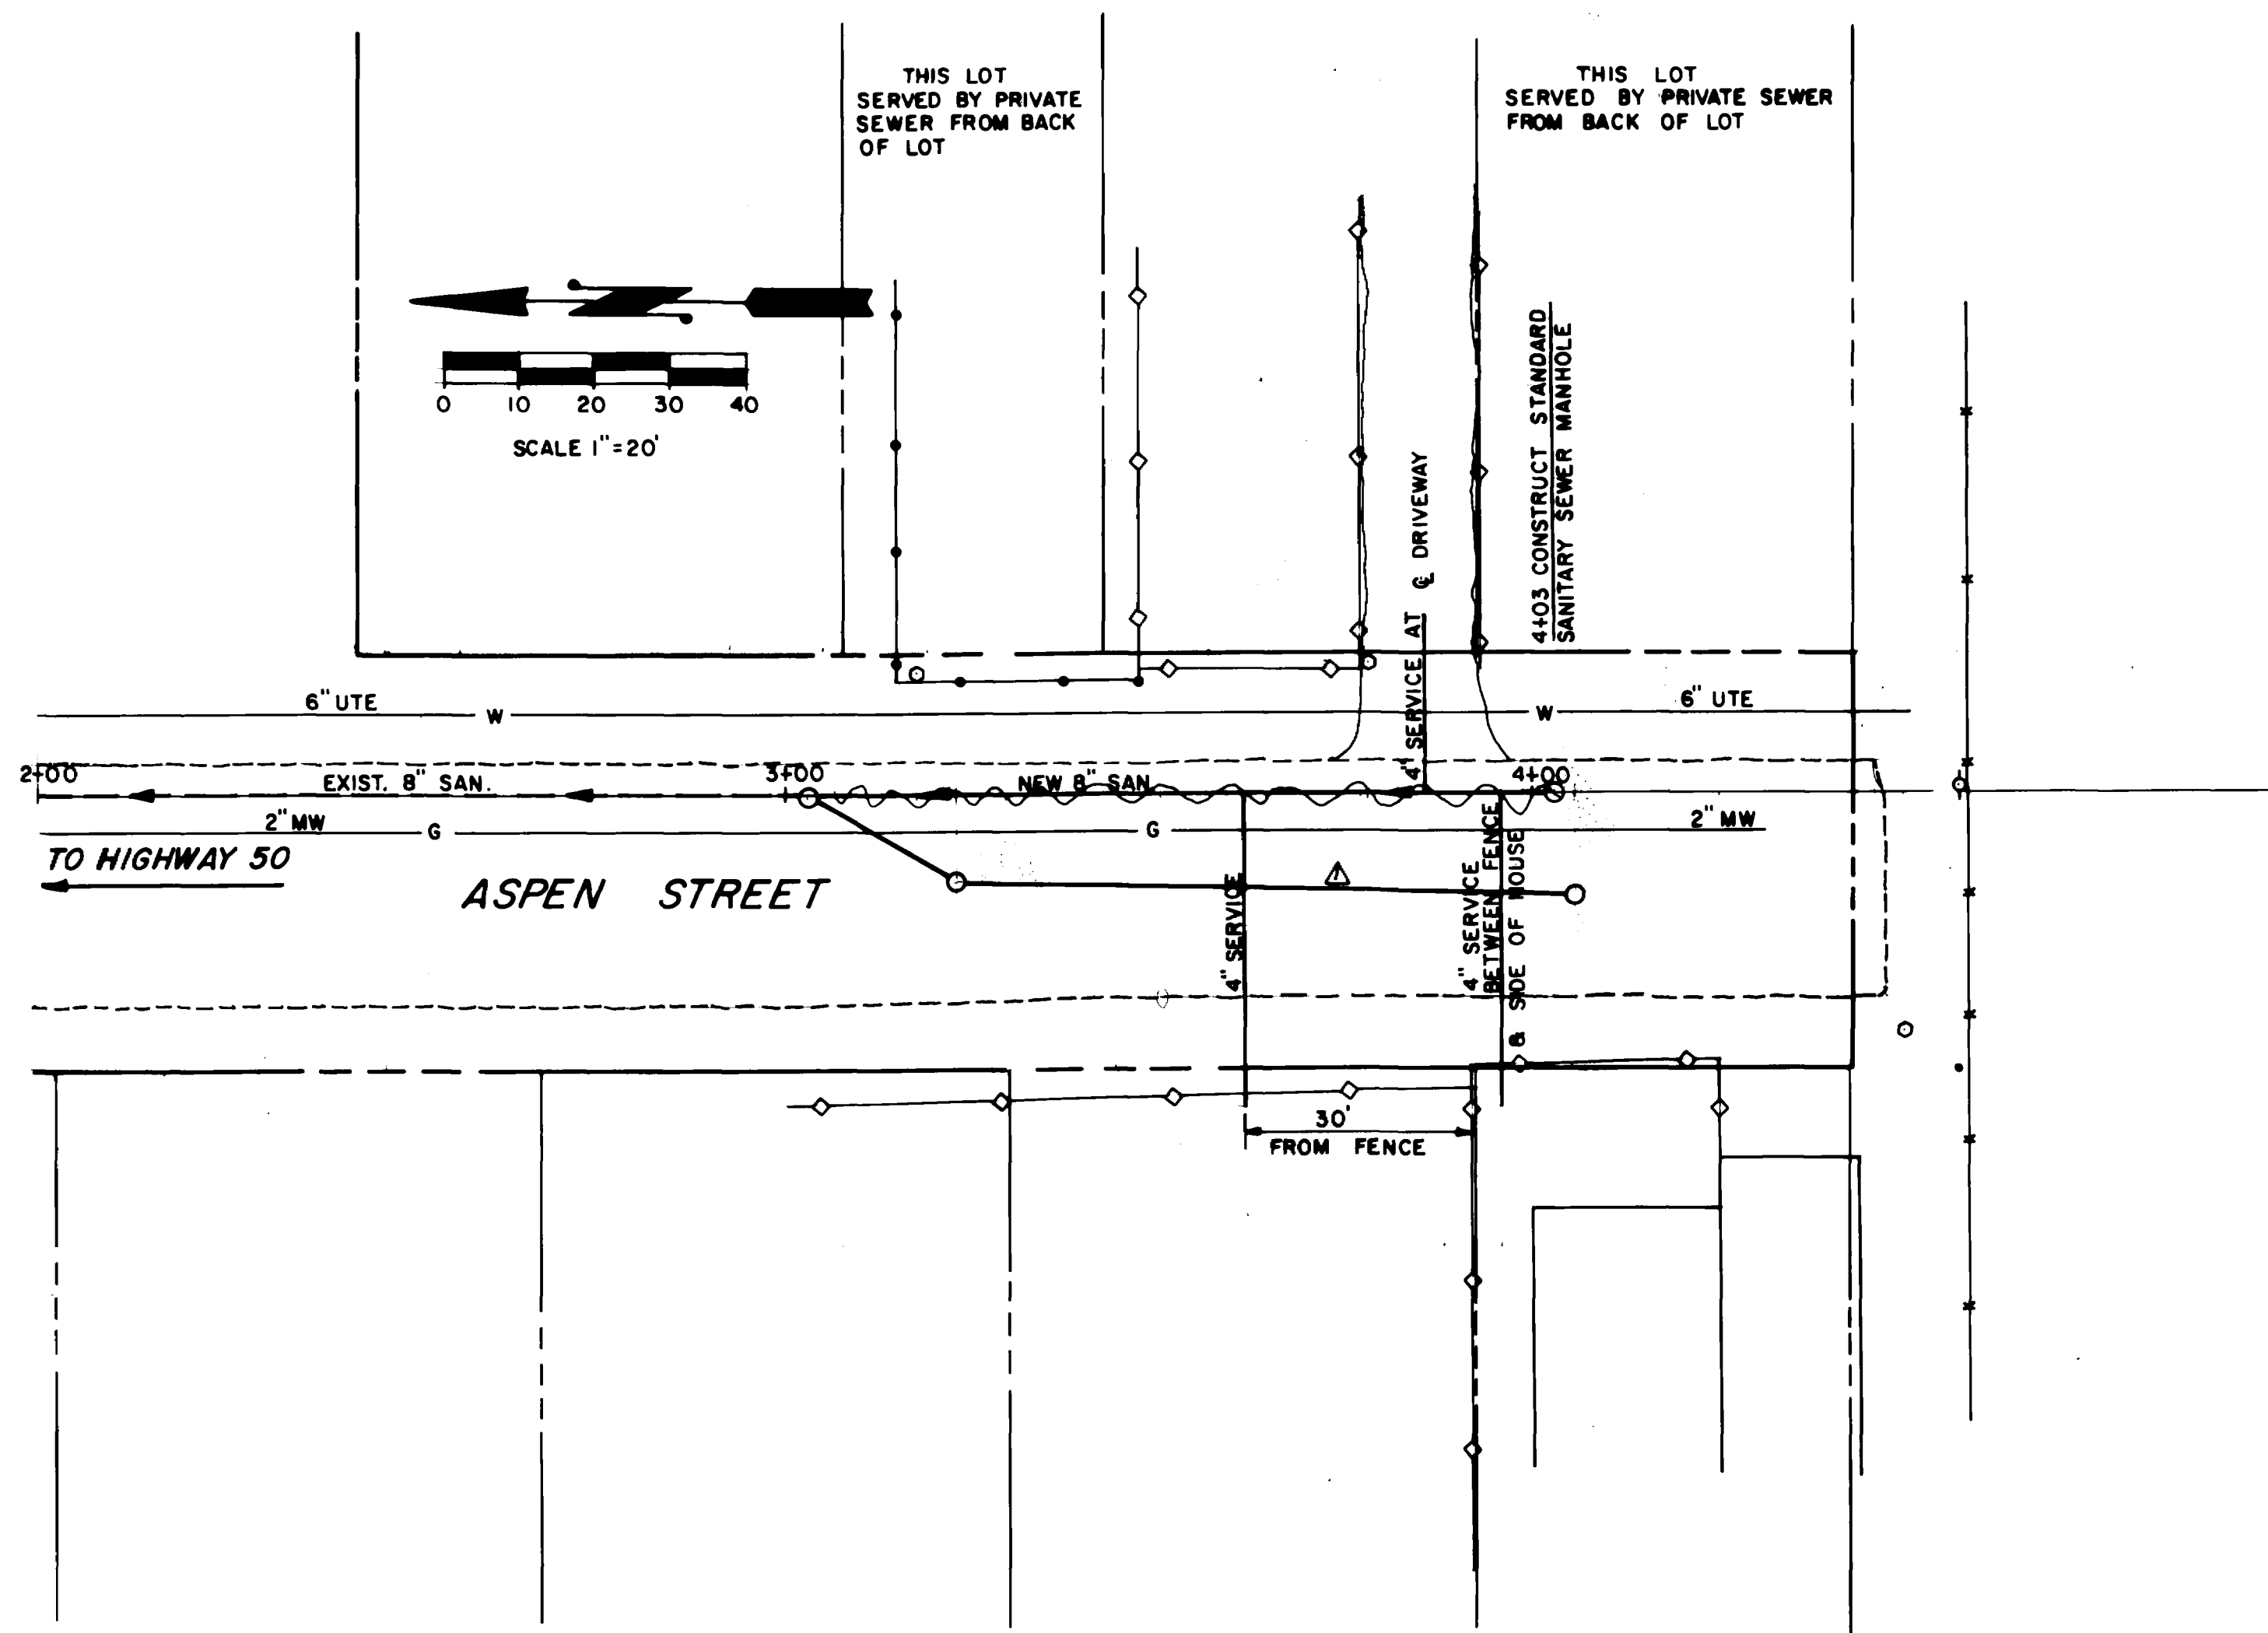 THIS LOT
SERVED BY PRIVATE
SEWER FROM BACK
OF LOT
THIS LOT
SERVED BY PRIVATE SEWER
FROM BACK OF LOT
0 10 20 30 40
SCALE 1"=20'
4+03 CONSTRUCT STANDARD
SANITARY SEWER MANHOLE
4" SERVICE AT ℄ DRIVEWAY
6" UTE
W
W
6" UTE
2+00
EXIST. 8" SAN.
3+00
NEW 8" SAN
4+00
2" MW
G
G
2" MW
TO HIGHWAY 50
ASPEN STREET
4" SERVICE
4" SERVICE
BETWEEN FENCE
& SIDE OF HOUSE
1
30'
FROM FENCE